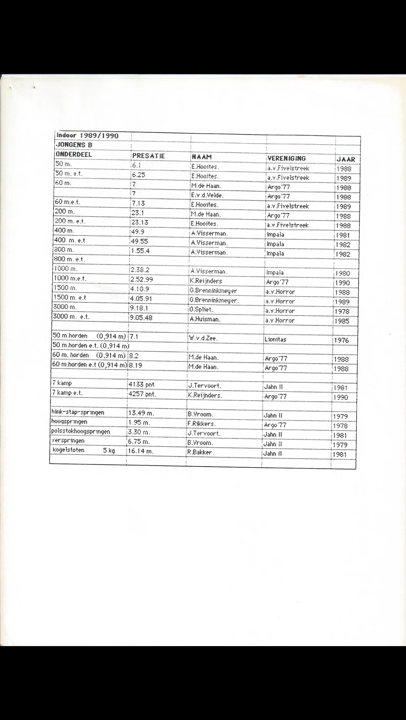 indoor 1989/1990
JONGENS B
ONDERDEEL PRESATIE NAAM VERENIGING JAAR
50 m. 6.1 E.Hooites. a.v.Fivelstreek 1988
50 m. e.t. 6.25 E.Hooites. a.v.Fivelstreek 1989
60 m. 7 M.de Haan. Argo'77 1988
7 E.v.d.Velde. Argo'77 1988
60 m.e.t. 7.13 E.Hooites. a.v.Fivelstreek 1989
200 m. 23.1 M.de Haan. Argo'77 1988
200 m. e.t. 23.13 E.Hooites. a.v.Fivelstreek 1988
400 m. 49.9 A.Visserman. Impala 1981
400 m. e.t 49.55 A.Visserman. Impala 1982
800 m. 1.55.4 A.Visserman. Impala 1982
800 m. e.t.
1000 m. 2.38.2 A.Visserman. Impala 1980
1000 m.e.t. 2.52.99 K.Reijnders Argo'77 1990
1500 m. 4.10.9 G.Brenninkmeyer a.v.Horror 1988
1500 m. e.t 4.05.91 G.Brenninkmeyer a.v.Horror 1989
3000 m. 9.18.1 O.Spliet. a.v.Horror 1978
3000 m. e.t. 9.05.48 A.Huisman. a.v.Horror 1985
50 m.horden (0,914 m) 7.1 W.v.d.Zee. Lionitas 1976
50 m.horden e.t. (0,914 m)
60 m. horden (0,914 m) 8.2 M.de Haan. Argo'77 1988
60 m.horden e.t (0,914 m) 8.19 M.de Haan. Argo'77 1988
7 kamp 4133 pnt J.Tervoort. Jahn II 1981
7 kamp e.t. 4257 pnt. K.Reijnders. Argo'77 1990
hink-stap-springen 13.49 m. B.Vroom. Jahn II 1979
hoogspringen 1.95 m. F.Rikkers. Argo'77 1978
polsstokhoogspringen 3.30 m. J.Tervoort. Jahn II 1981
verspringen 6.75 m. B.Vroom. Jahn II 1979
kogelstoten 5 kg 16.14 m. R.Bakker. Jahn II 1981